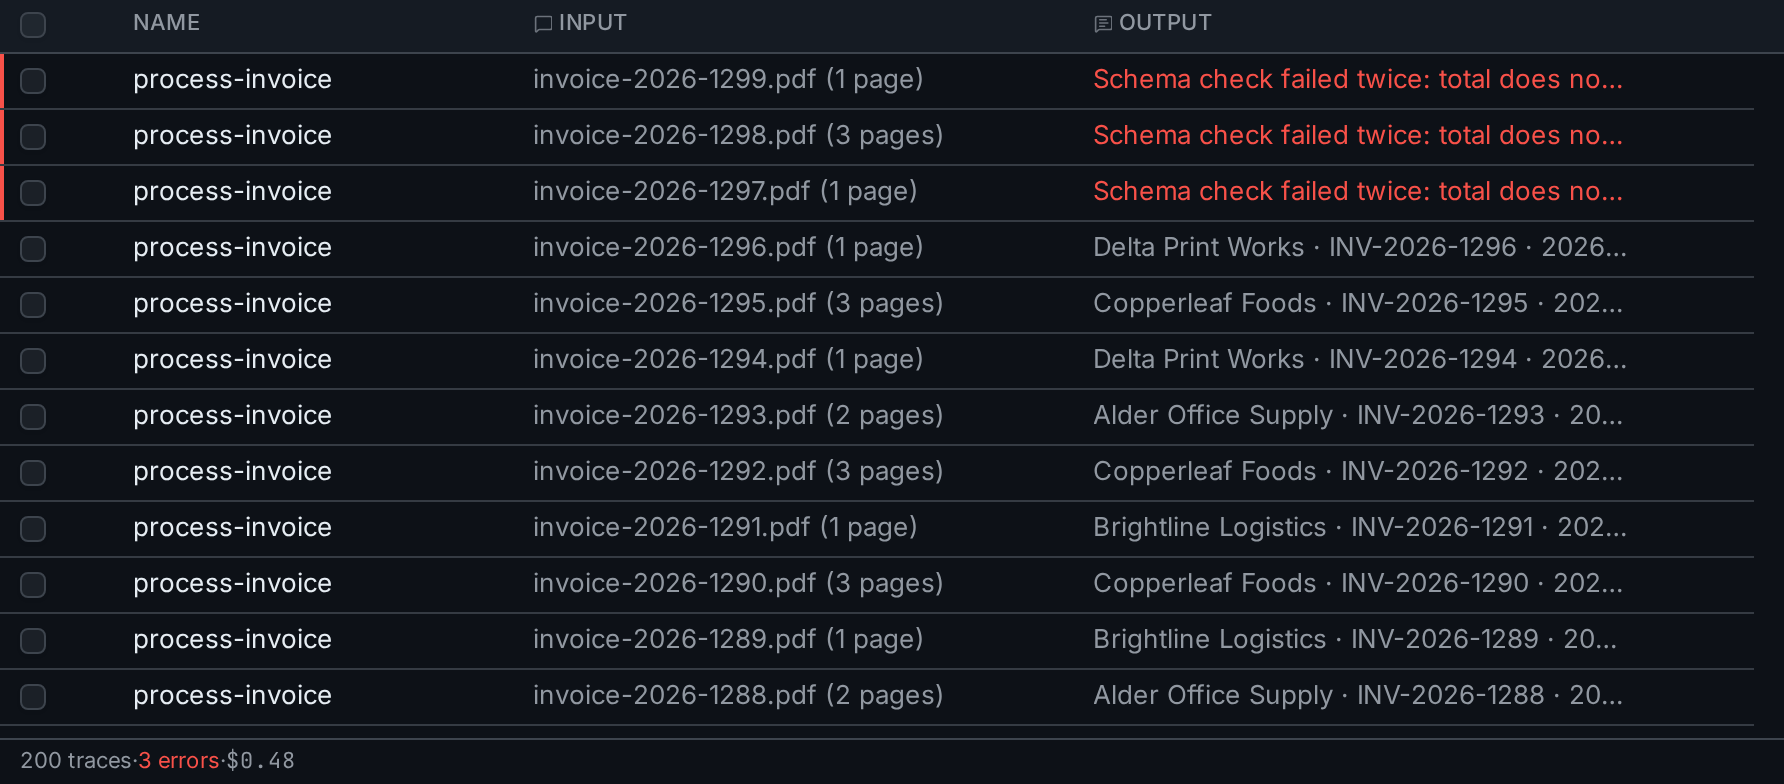 NAME INPUT OUTPUT
process-invoice invoice-2026-1299.pdf (1 page) Schema check failed twice: total does no...
process-invoice invoice-2026-1298.pdf (3 pages) Schema check failed twice: total does no...
process-invoice invoice-2026-1297.pdf (1 page) Schema check failed twice: total does no...
process-invoice invoice-2026-1296.pdf (1 page) Delta Print Works · INV-2026-1296 · 2026...
process-invoice invoice-2026-1295.pdf (3 pages) Copperleaf Foods · INV-2026-1295 · 202...
process-invoice invoice-2026-1294.pdf (1 page) Delta Print Works · INV-2026-1294 · 2026...
process-invoice invoice-2026-1293.pdf (2 pages) Alder Office Supply · INV-2026-1293 · 20...
process-invoice invoice-2026-1292.pdf (3 pages) Copperleaf Foods · INV-2026-1292 · 202...
process-invoice invoice-2026-1291.pdf (1 page) Brightline Logistics · INV-2026-1291 · 202...
process-invoice invoice-2026-1290.pdf (3 pages) Copperleaf Foods · INV-2026-1290 · 202...
process-invoice invoice-2026-1289.pdf (1 page) Brightline Logistics · INV-2026-1289 · 20...
process-invoice invoice-2026-1288.pdf (2 pages) Alder Office Supply · INV-2026-1288 · 20...
200 traces·3 errors·$0.48